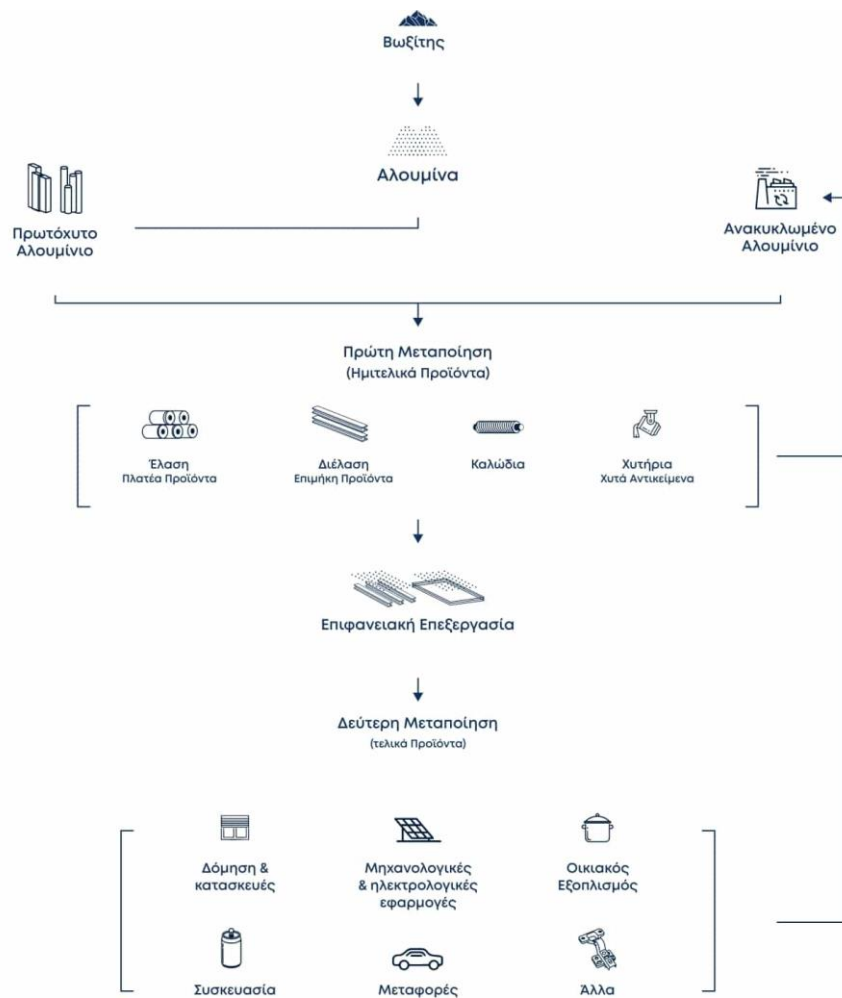 Βωξίτης
Αλουμίνα
Πρωτόχυτο
Αλουμίνιο
Ανακυκλωμένο
Αλουμίνιο
Πρώτη Μεταποίηση
(Ημιτελικά Προϊόντα)
Έλαση
Πλατέα Προϊόντα
Διέλαση
Επιμήκη Προϊόντα
Καλώδια
Χυτήρια
Χυτά Αντικείμενα
Επιφανειακή Επεξεργασία
Δεύτερη Μεταποίηση
(τελικά Προϊόντα)
Δόμηση &
κατασκευές
Μηχανολογικές
& ηλεκτρολογικές
εφαρμογές
Οικιακός
Εξοπλισμός
Συσκευασία
Μεταφορές
Άλλα